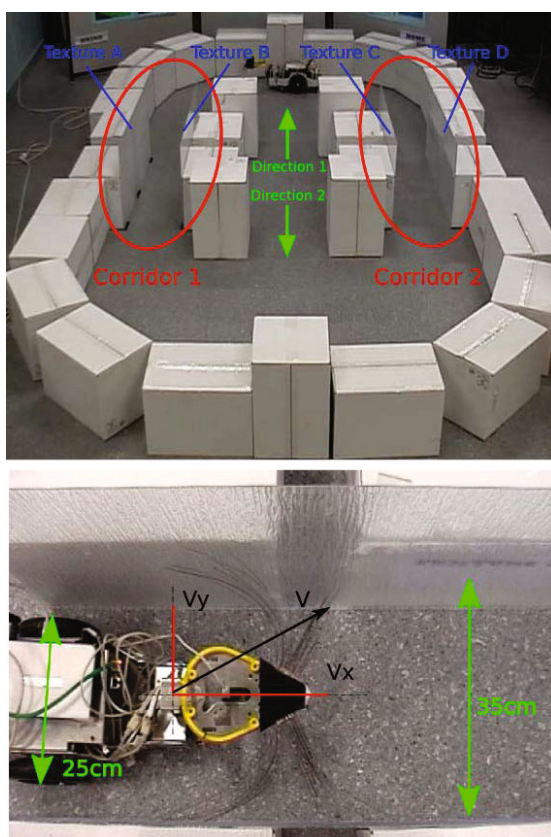 Texture A
Texture B
Texture C
Texture D
Direction 1
Direction 2
Corridor 1
Corridor 2
Vy
V
Vx
35cm
25cm